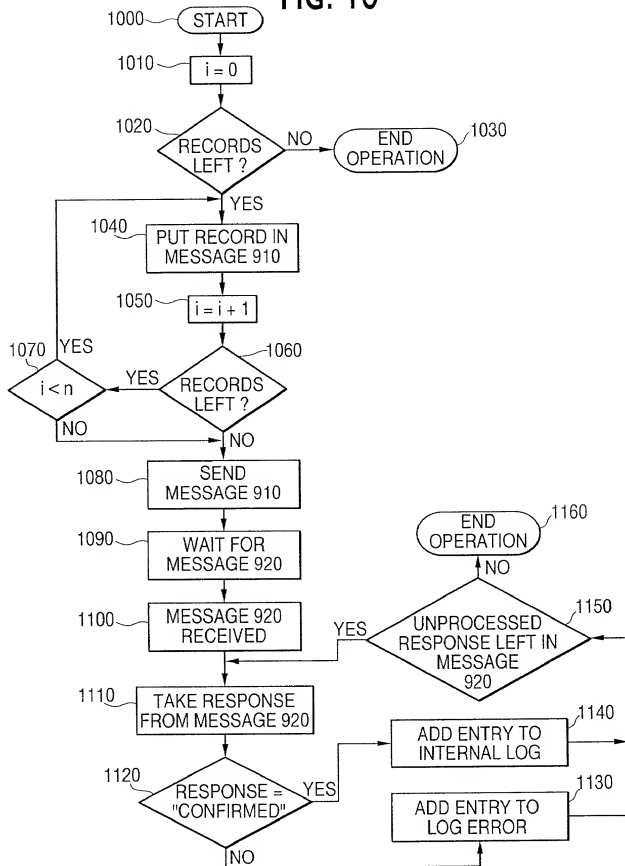 FIG. 10
1000
START
1010
i = 0
1020
RECORDS
LEFT ?
NO
END
OPERATION
1030
YES
1040
PUT RECORD IN
MESSAGE 910
1050
i = i + 1
1060
RECORDS
LEFT ?
YES
1070
i < n
YES
NO
NO
1080
SEND
MESSAGE 910
1090
WAIT FOR
MESSAGE 920
1100
MESSAGE 920
RECEIVED
END
OPERATION
1160
NO
1150
UNPROCESSED
RESPONSE LEFT IN
MESSAGE
920
YES
1110
TAKE RESPONSE
FROM MESSAGE 920
1120
RESPONSE =
"CONFIRMED"
YES
1140
ADD ENTRY TO
INTERNAL LOG
1130
ADD ENTRY TO
LOG ERROR
NO